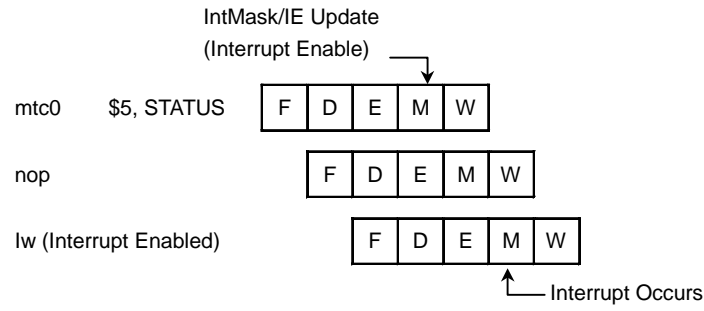 IntMask/IE Update
(Interrupt Enable)
mtc0 $5, STATUS F D E M W
nop F D E M W
lw (Interrupt Enabled) F D E M W
Interrupt Occurs